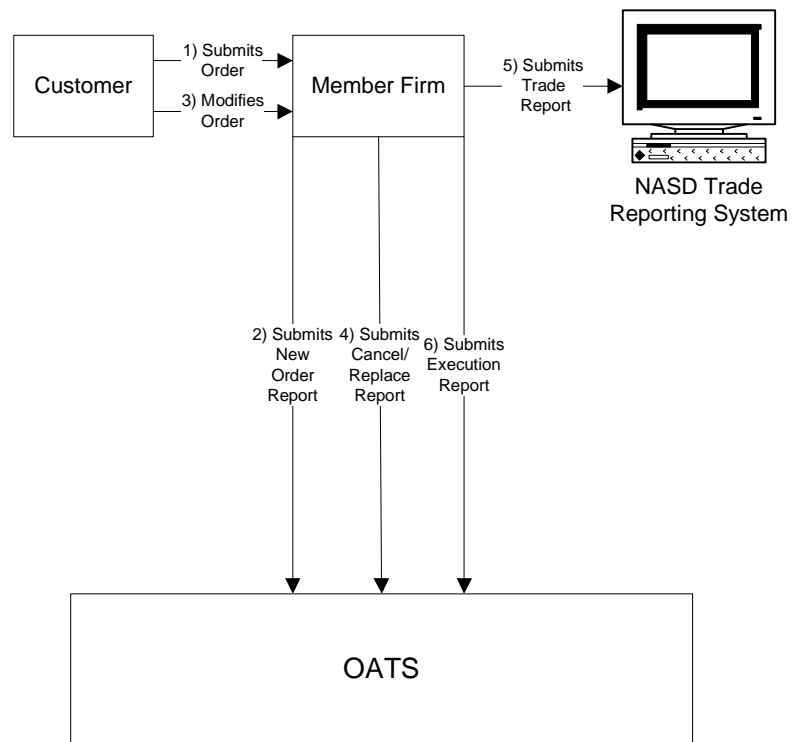 Customer
1) Submits
Order
3) Modifies
Order
Member Firm
5) Submits
Trade
Report
NASD Trade
Reporting System
2) Submits
New
Order
Report
4) Submits
Cancel/
Replace
Report
6) Submits
Execution
Report
OATS